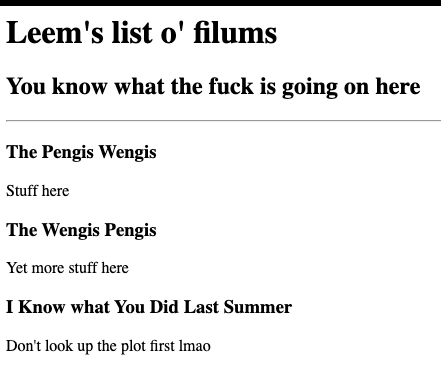 Leem's list o' filums
You know what the fuck is going on here
The Pengis Wengis
Stuff here
The Wengis Pengis
Yet more stuff here
I Know what You Did Last Summer
Don't look up the plot first lmao